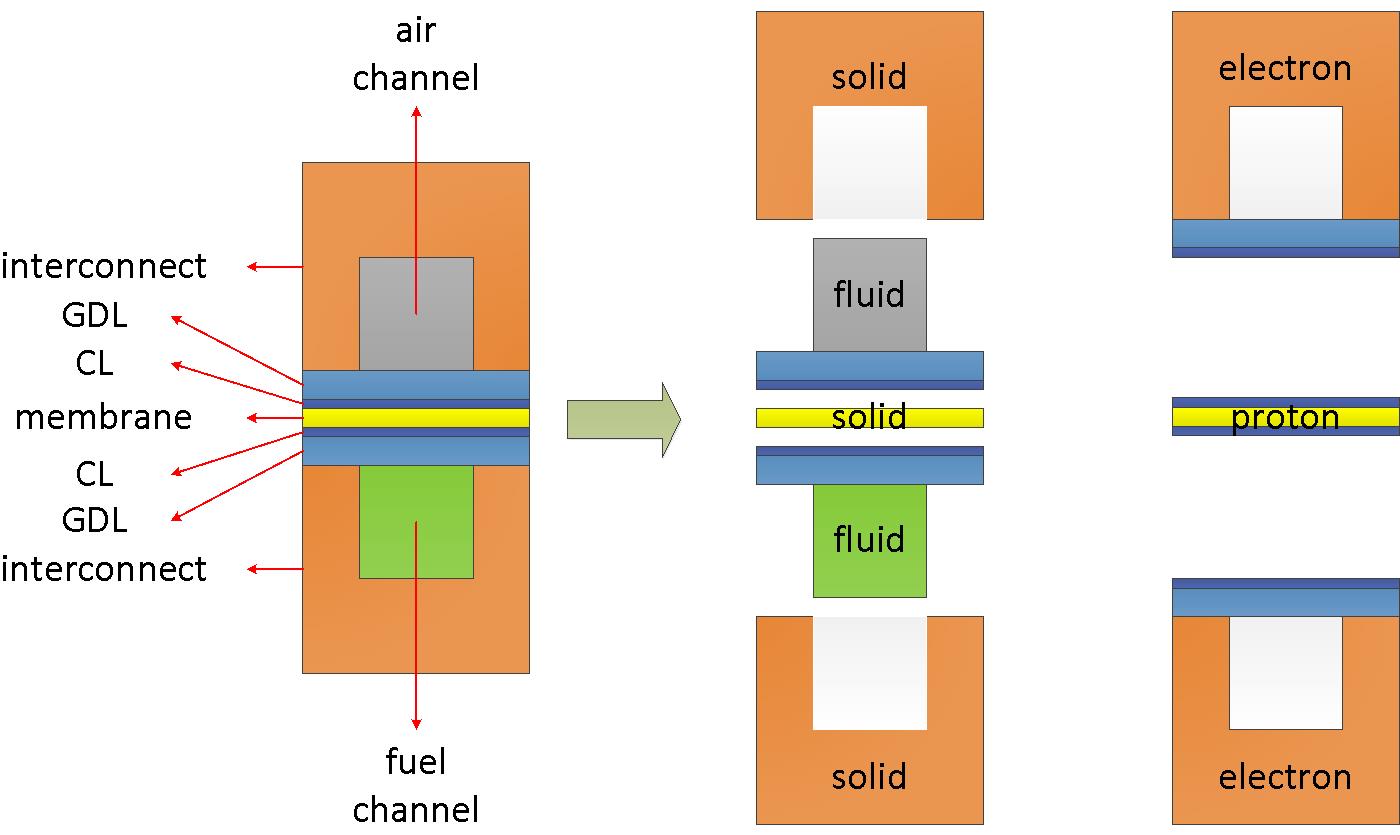 air
channel
interconnect
GDL
CL
membrane
CL
GDL
interconnect
fuel
channel
solid
fluid
solid
fluid
solid
electron
proton
electron